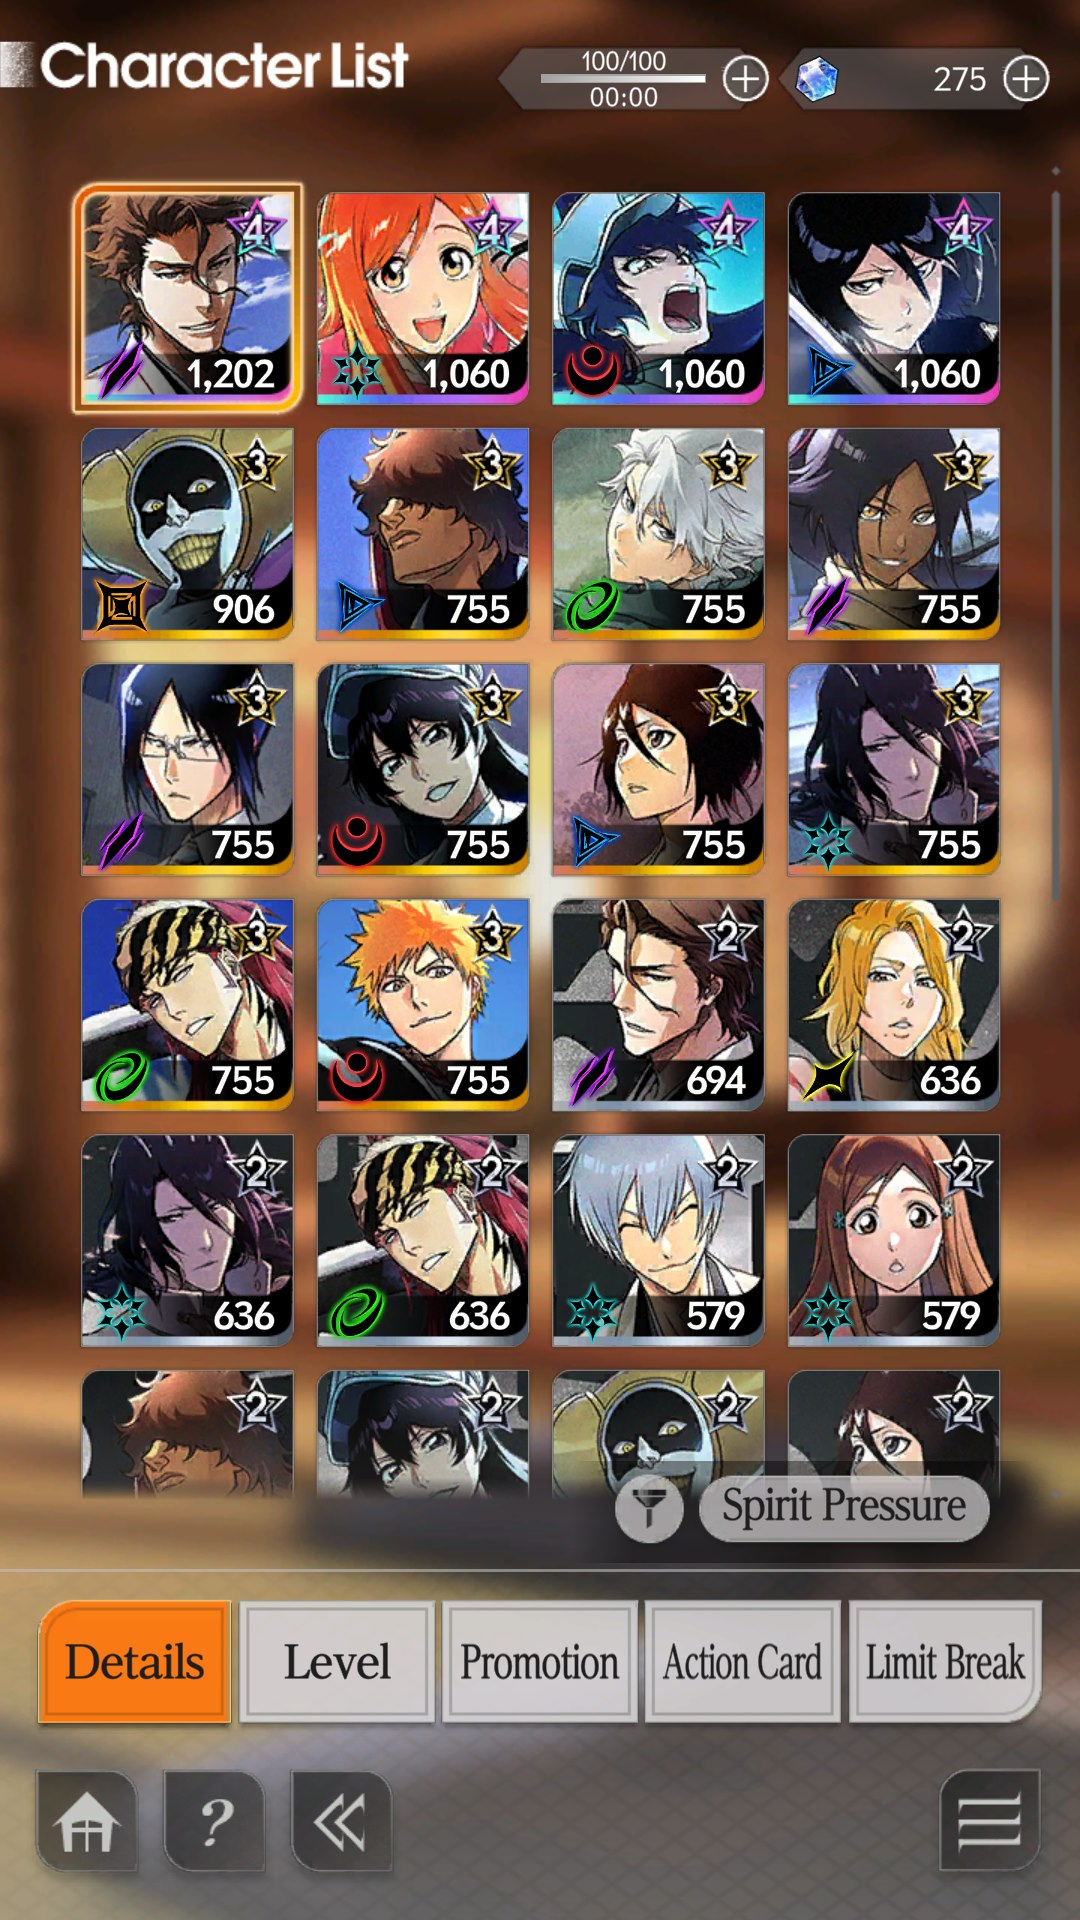 Character List
100/100
00:00
275
4 4 4 4
1,202 1,060 1,060 1,060
3 3 3 3
906 755 755 755
3 3 3 3
755 755 755 755
3 3 2 2
755 755 694 636
2 2 2 2
636 636 579 579
2 2 2 2
Spirit Pressure
Details Level Promotion Action Card Limit Break
?